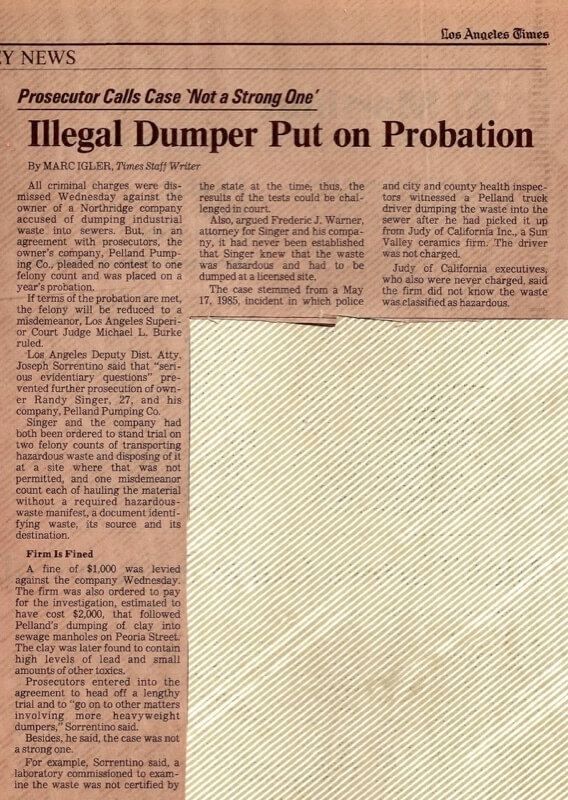 Los Angeles Times
EY NEWS
Prosecutor Calls Case 'Not a Strong One'
Illegal Dumper Put on Probation
By MARC IGLER, Times Staff Writer
All criminal charges were dis-
missed Wednesday against the
owner of a Northridge company
accused of dumping industrial
waste into sewers. But, in an
agreement with prosecutors, the
owner's company, Pelland Pump-
ing Co., pleaded no contest to one
felony count and was placed on a
year's probation.
If terms of the probation are met,
the felony will be reduced to a
misdemeanor, Los Angeles Superi-
or Court Judge Michael L. Burke
ruled.
Los Angeles Deputy Dist. Atty.
Joseph Sorrentino said that "seri-
ous evidentiary questions" pre-
vented further prosecution of own-
er Randy Singer, 27, and his
company, Pelland Pumping Co.
Singer and the company had
both been ordered to stand trial on
two felony counts of transporting
hazardous waste and disposing of it
at a site where that was not
permitted, and one misdemeanor
count each of hauling the material
without a required hazardous-
waste manifest, a document identi-
fying waste, its source and its
destination.
Firm Is Fined
A fine of $1,000 was levied
against the company Wednesday.
The firm was also ordered to pay
for the investigation, estimated to
have cost $2,000, that followed
Pelland's dumping of clay into
sewage manholes on Peoria Street.
The clay was later found to contain
high levels of lead and small
amounts of other toxics.
Prosecutors entered into the
agreement to head off a lengthy
trial and to "go on to other matters
involving more heavyweight
dumpers," Sorrentino said.
Besides, he said, the case was not
a strong one.
For example, Sorrentino said, a
laboratory commissioned to exam-
ine the waste was not certified by
the state at the time; thus, the
results of the tests could be chal-
lenged in court.
Also, argued Frederic J. Warner,
attorney for Singer and his compa-
ny, it had never been established
that Singer knew that the waste
was hazardous and had to be
dumped at a licensed site.
The case stemmed from a May
17, 1985, incident in which police
and city and county health inspec-
tors witnessed a Pelland truck
driver dumping the waste into the
sewer after he had picked it up
from Judy of California Inc., a Sun
Valley ceramics firm. The driver
was not charged.
Judy of California executives,
who also were never charged, said
the firm did not know the waste
was classified as hazardous.